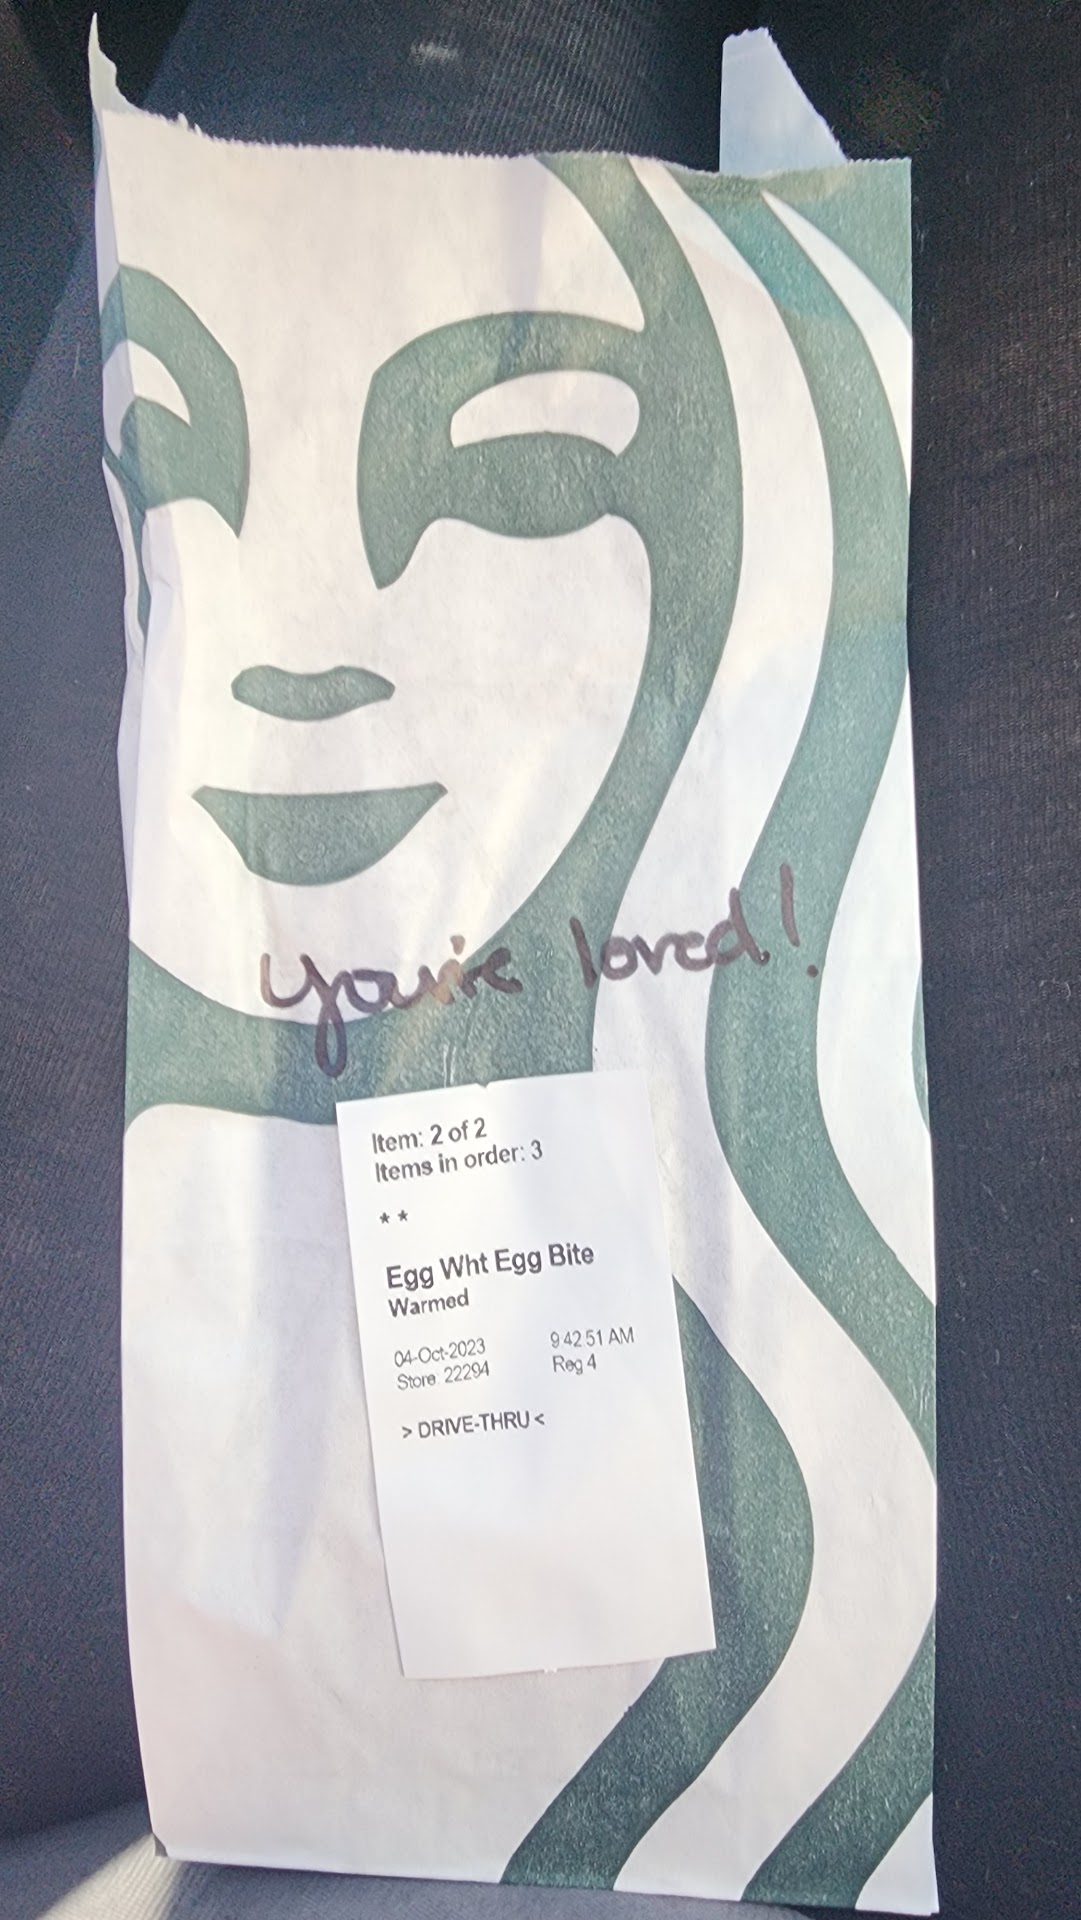 you're loved!
Item: 2 of 2
Items in order: 3
* *
Egg Wht Egg Bite
Warmed
04-Oct-2023 9 42 51 AM
Store 22294 Reg 4
> DRIVE-THRU <